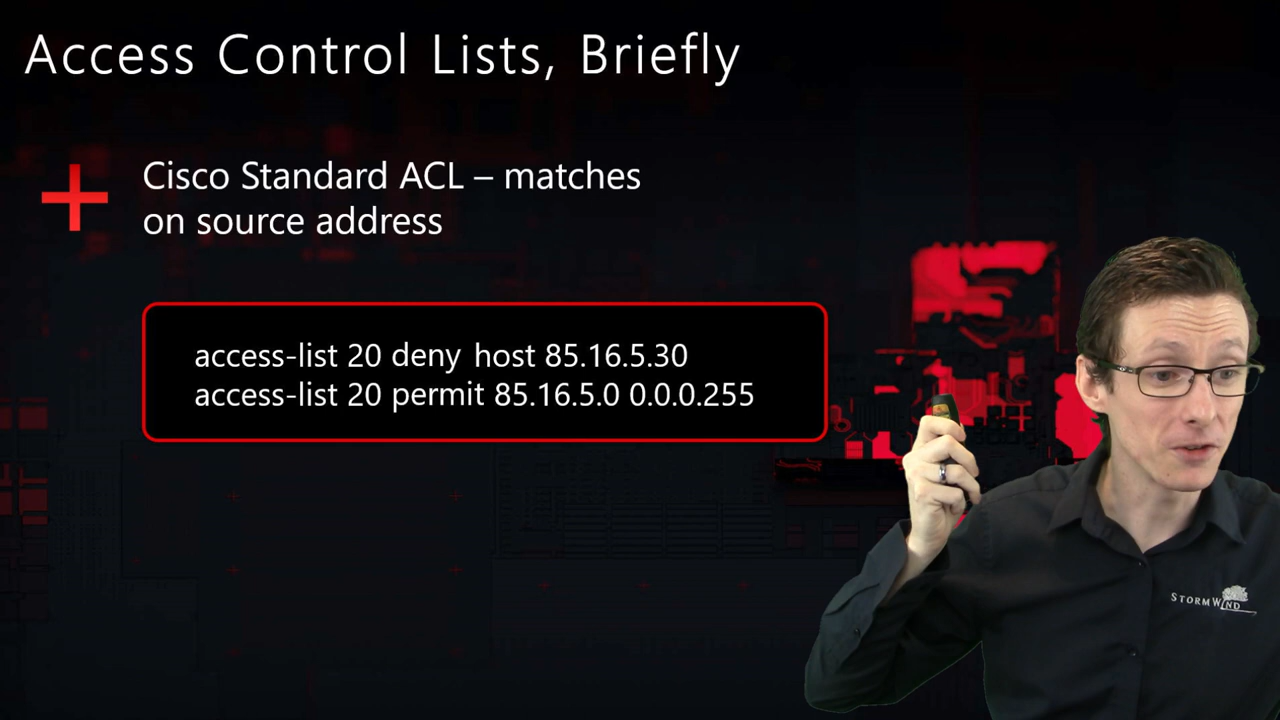 Access Control Lists, Briefly
Cisco Standard ACL – matches
on source address
access-list 20 deny host 85.16.5.30
access-list 20 permit 85.16.5.0 0.0.0.255
STORMWIND